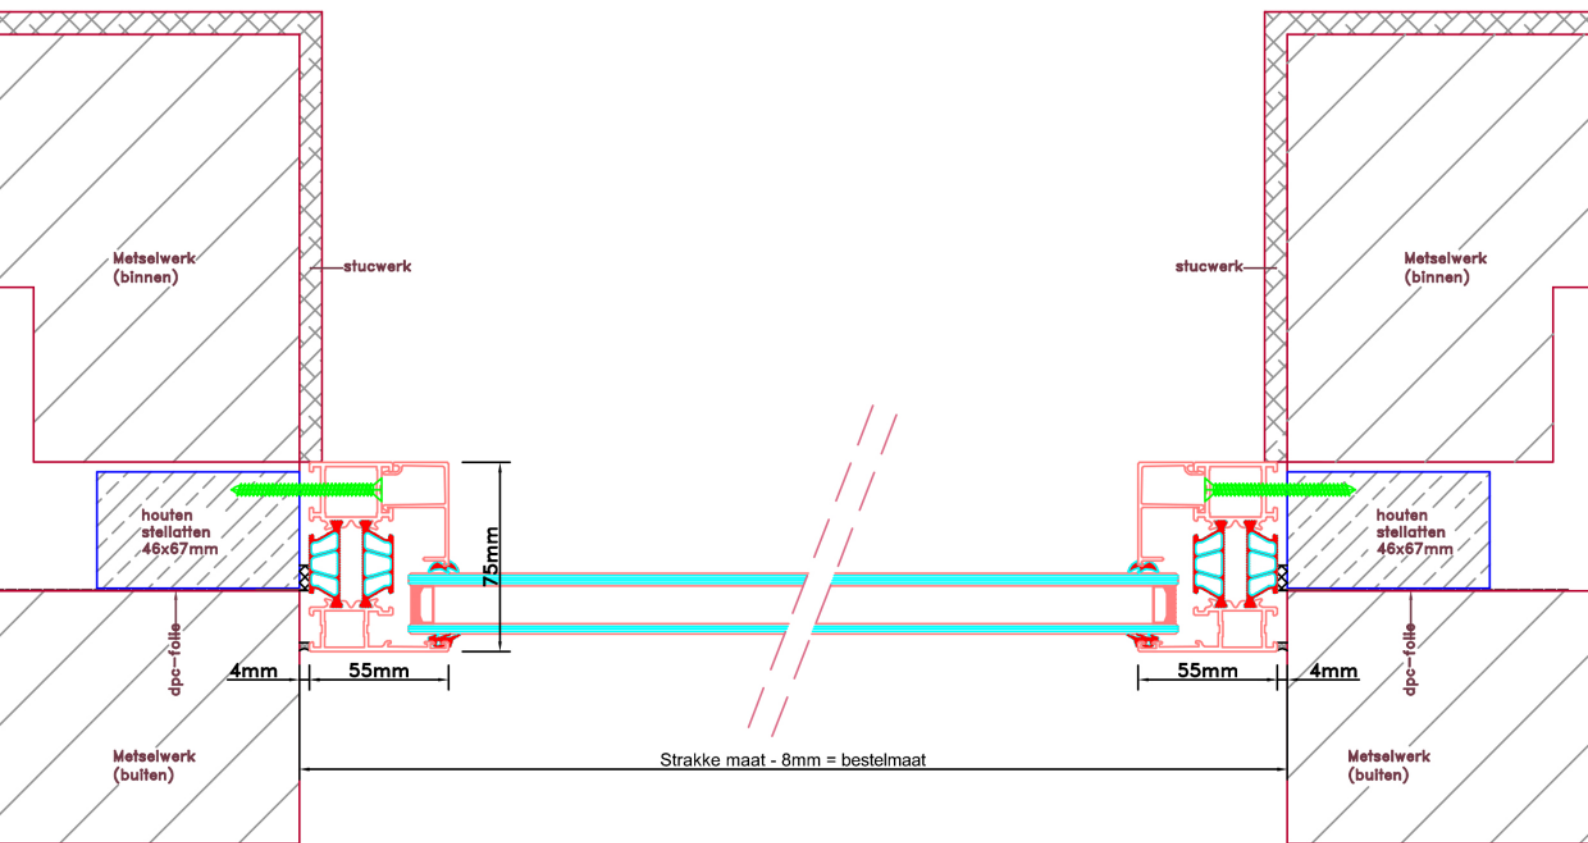 Metselwerk
(binnen)
stucwerk
stucwerk
Metselwerk
(binnen)
houten
stellatten
46x67mm
75mm
houten
stellatten
46x67mm
dpc-folie
4mm
55mm
55mm
4mm
dpc-folie
Metselwerk
(buiten)
Strakke maat - 8mm = bestelmaat
Metselwerk
(buiten)